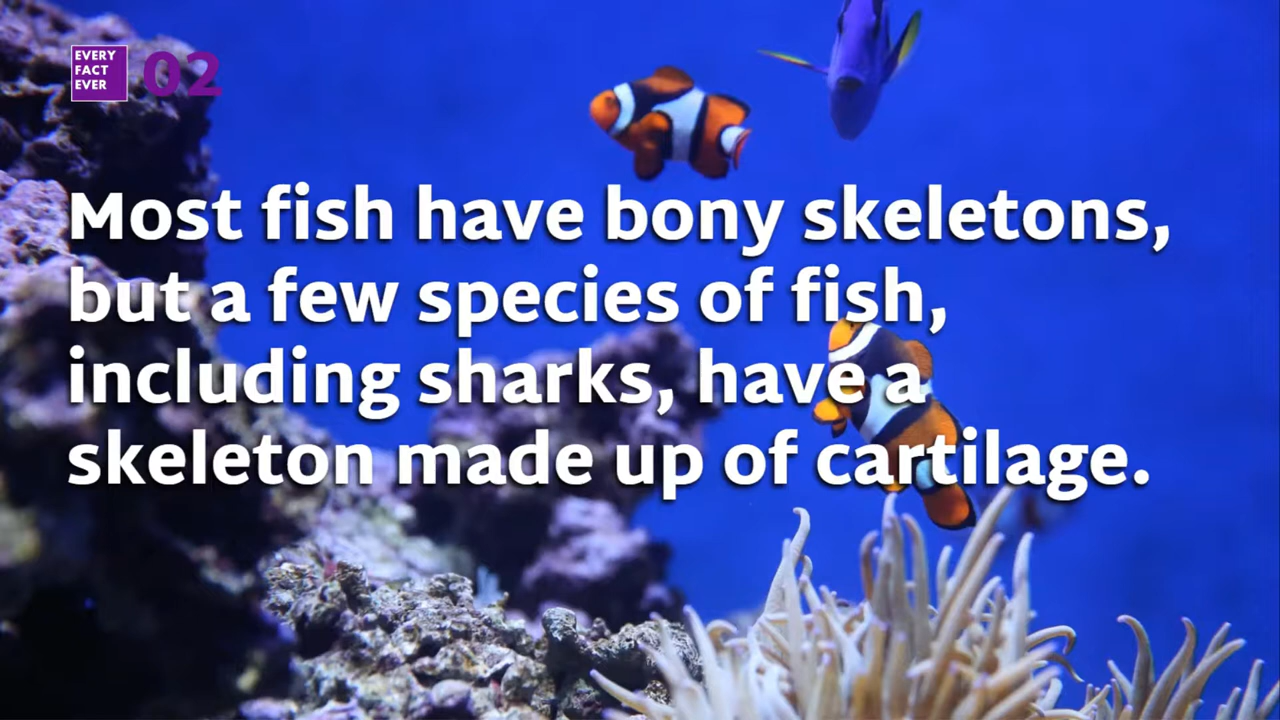 EVERY
FACT
EVER
02
Most fish have bony skeletons,
but a few species of fish,
including sharks, have a
skeleton made up of cartilage.